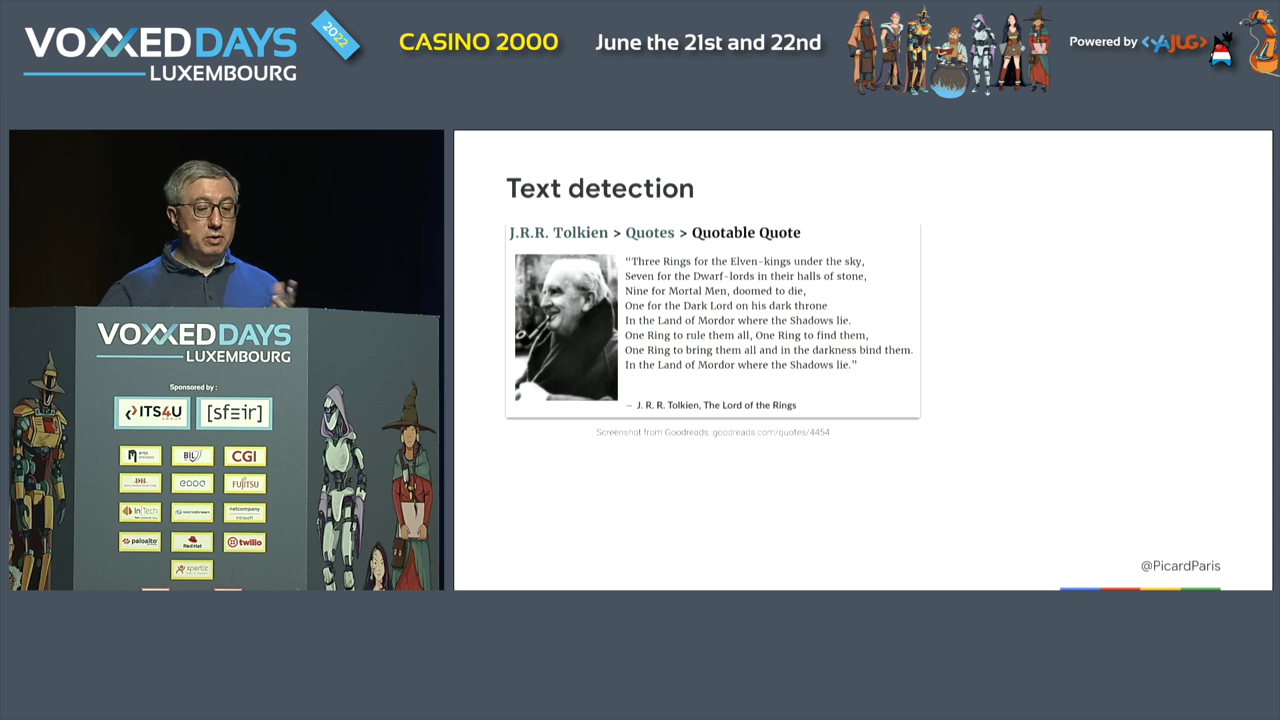 VOXXED DAYS
LUXEMBOURG
2022
CASINO 2000
June the 21st and 22nd
Powered by <YAJUG>
VOXXED DAYS
LUXEMBOURG
Sponsored by :
ITS4U
GROUP
[sfeir]
BIL
CGI
FUJITSU
InTech
netcompany
intrasoft
paloalto
Red Hat
twilio
xpertiz
Text detection
J.R.R. Tolkien > Quotes > Quotable Quote
“Three Rings for the Elven-kings under the sky,
Seven for the Dwarf-lords in their halls of stone,
Nine for Mortal Men, doomed to die,
One for the Dark Lord on his dark throne
In the Land of Mordor where the Shadows lie.
One Ring to rule them all, One Ring to find them,
One Ring to bring them all and in the darkness bind them.
In the Land of Mordor where the Shadows lie.”
— J. R. R. Tolkien, The Lord of the Rings
Screenshot from Goodreads: goodreads.com/quotes/4454
@PicardParis